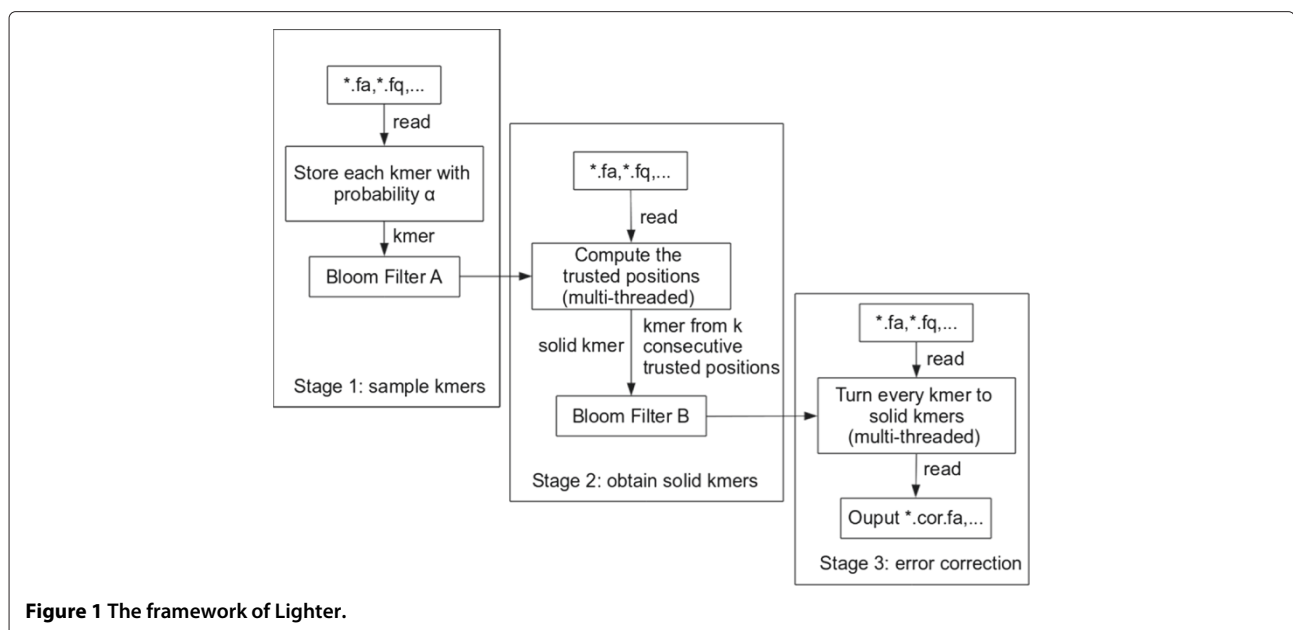 *.fa,*.fq,...
read
Store each kmer with
probability α
kmer
Bloom Filter A
Stage 1: sample kmers
*.fa,*.fq,...
read
Compute the
trusted positions
(multi-threaded)
solid kmer
kmer from k
consecutive
trusted positions
Bloom Filter B
Stage 2: obtain solid kmers
*.fa,*.fq,...
read
Turn every kmer to
solid kmers
(multi-threaded)
read
Ouput *.cor.fa,...
Stage 3: error correction
Figure 1 The framework of Lighter.